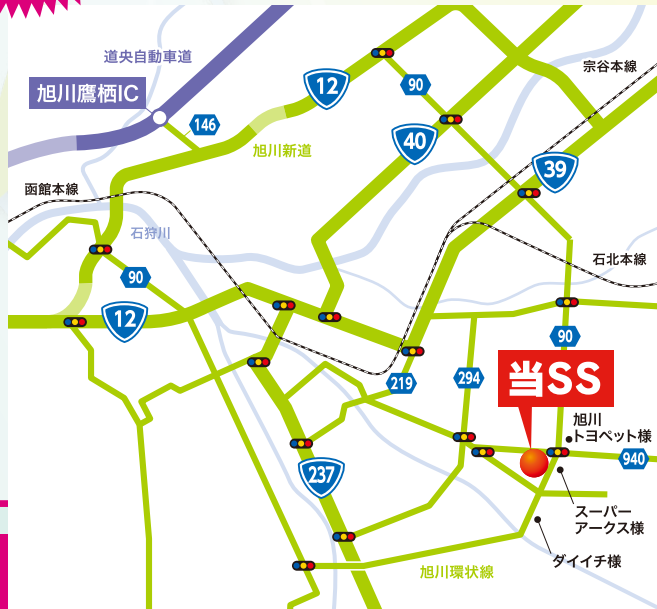 道央自動車道
旭川鷹栖IC
146
12
90
宗谷本線
旭川新道
40
39
函館本線
石狩川
石北本線
90
12
90
219
294
当SS
旭川
トヨペット様
940
237
スーパー
アークス様
ダイイチ様
旭川環状線